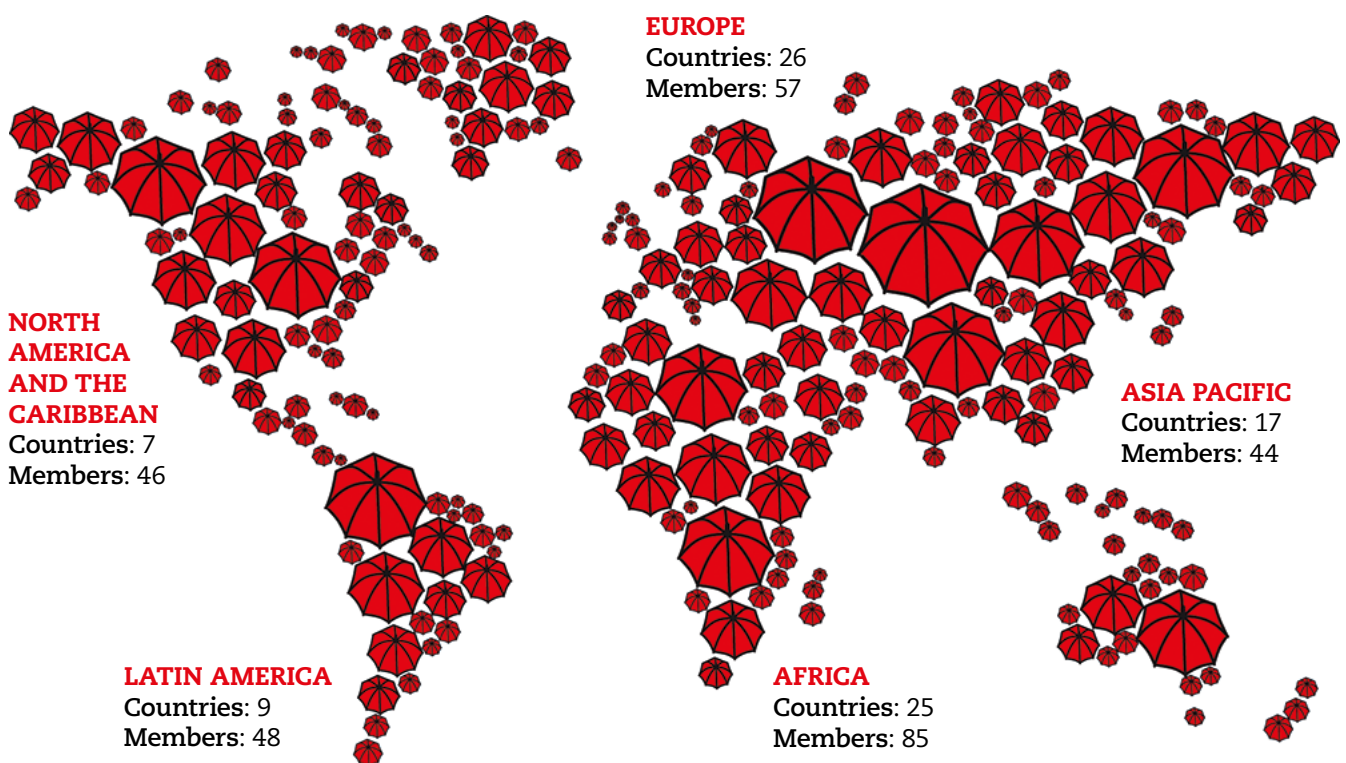 EUROPE
Countries: 26
Members: 57
NORTH
AMERICA
AND THE
CARIBBEAN
Countries: 7
Members: 46
ASIA PACIFIC
Countries: 17
Members: 44
LATIN AMERICA
Countries: 9
Members: 48
AFRICA
Countries: 25
Members: 85